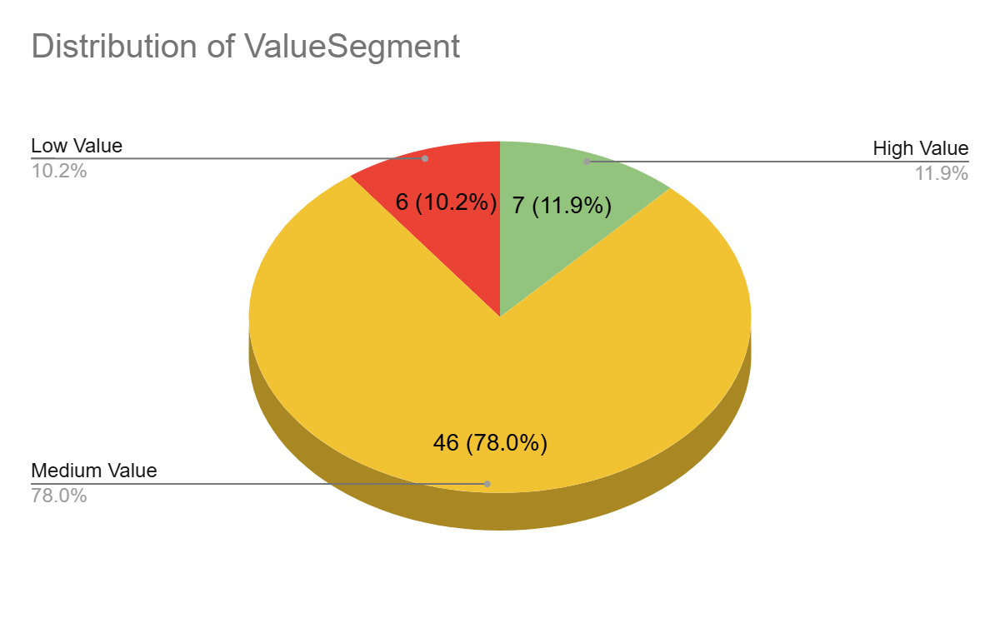 Distribution of ValueSegment
Low Value
10.2%
High Value
11.9%
6 (10.2%)
7 (11.9%)
46 (78.0%)
Medium Value
78.0%